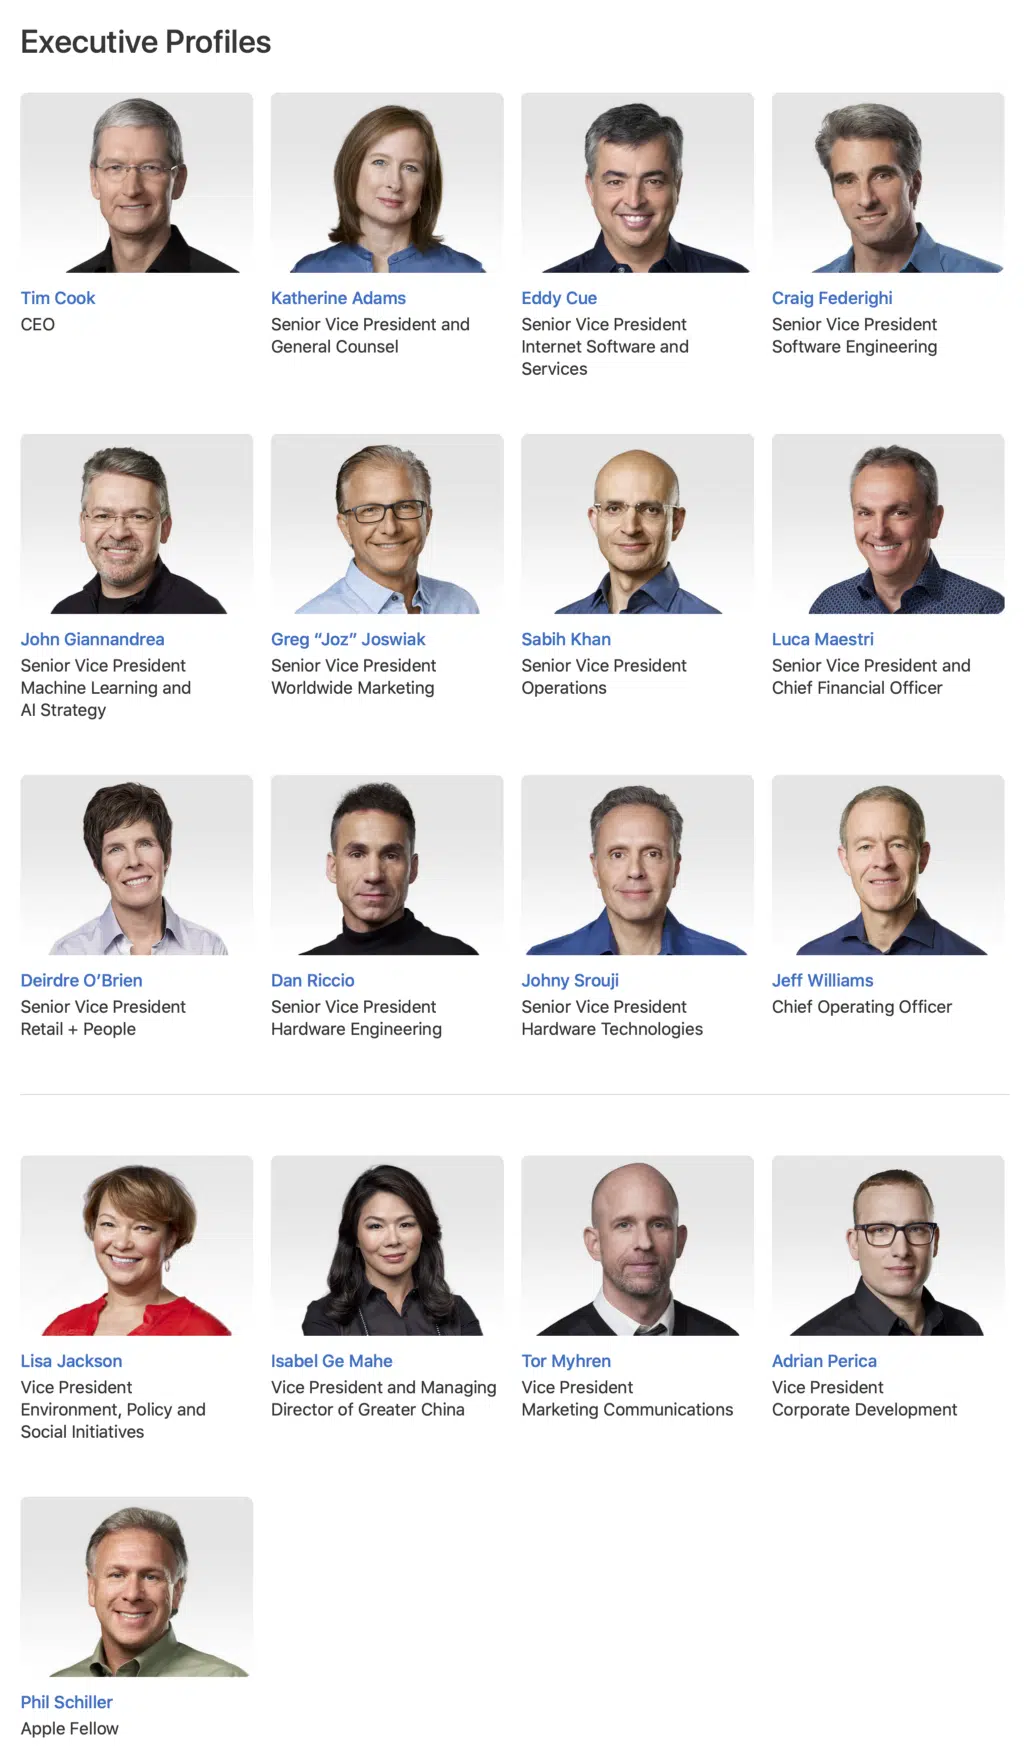 Executive Profiles
Tim Cook
CEO
Katherine Adams
Senior Vice President and
General Counsel
Eddy Cue
Senior Vice President
Internet Software and
Services
Craig Federighi
Senior Vice President
Software Engineering
John Giannandrea
Senior Vice President
Machine Learning and
AI Strategy
Greg “Joz” Joswiak
Senior Vice President
Worldwide Marketing
Sabih Khan
Senior Vice President
Operations
Luca Maestri
Senior Vice President and
Chief Financial Officer
Deirdre O’Brien
Senior Vice President
Retail + People
Dan Riccio
Senior Vice President
Hardware Engineering
Johny Srouji
Senior Vice President
Hardware Technologies
Jeff Williams
Chief Operating Officer
Lisa Jackson
Vice President
Environment, Policy and
Social Initiatives
Isabel Ge Mahe
Vice President and Managing
Director of Greater China
Tor Myhren
Vice President
Marketing Communications
Adrian Perica
Vice President
Corporate Development
Phil Schiller
Apple Fellow